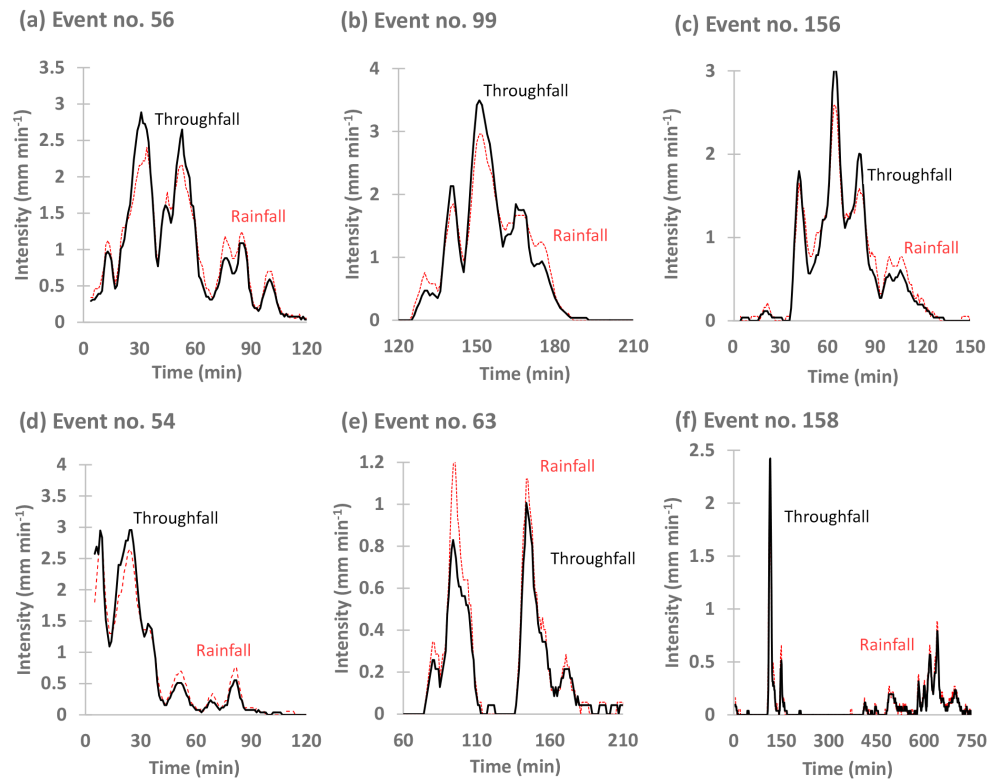 (a) Event no. 56
3.5
3
2.5
2
1.5
1
0.5
0
Intensity (mm min⁻¹)
Throughfall
Rainfall
0 30 60 90 120
Time (min)
(b) Event no. 99
4
3
2
1
0
Intensity (mm min⁻¹)
Throughfall
Rainfall
120 150 180 210
Time (min)
(c) Event no. 156
3
2
1
0
Intensity (mm min⁻¹)
Throughfall
Rainfall
0 30 60 90 120 150
Time (min)
(d) Event no. 54
4
3.5
3
2.5
2
1.5
1
0.5
0
Intensity (mm min⁻¹)
Throughfall
Rainfall
0 30 60 90 120
Time (min)
(e) Event no. 63
1.2
1
0.8
0.6
0.4
0.2
0
Intensity (mm min⁻¹)
Rainfall
Throughfall
60 90 120 150 180 210
Time (min)
(f) Event no. 158
2.5
2
1.5
1
0.5
0
Intensity (mm min⁻¹)
Throughfall
Rainfall
0 150 300 450 600 750
Time (min)